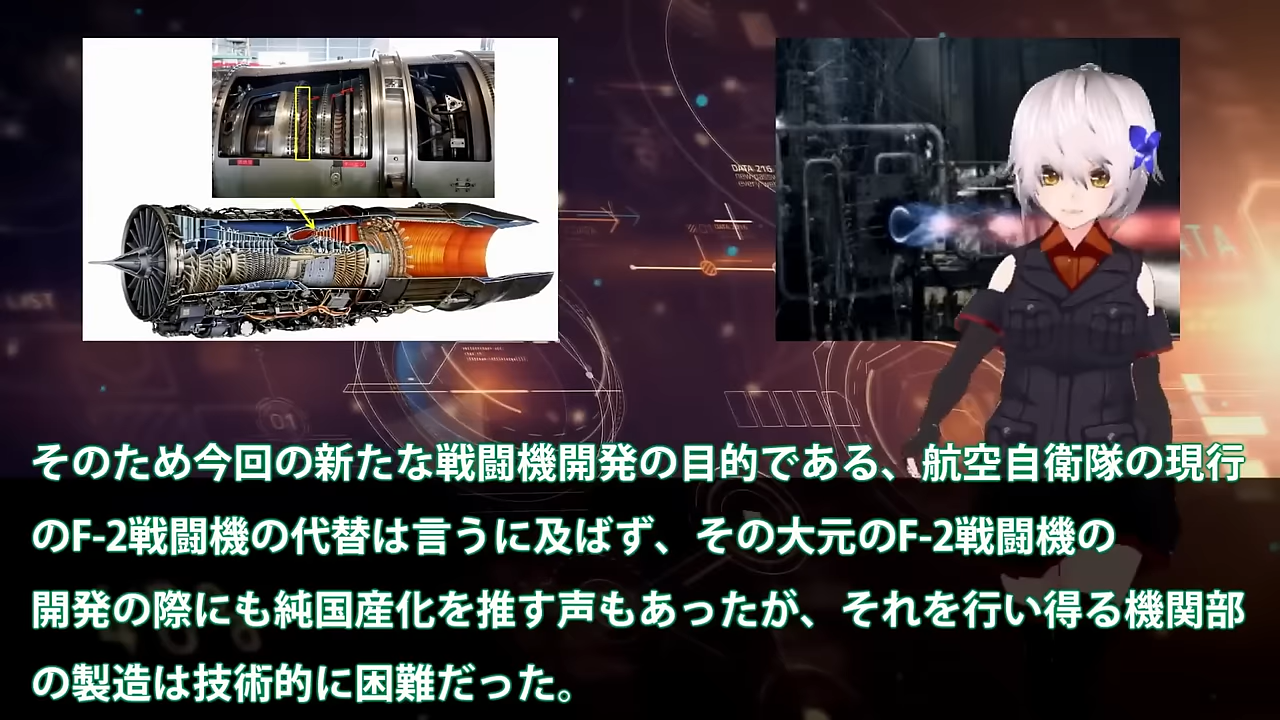 DATA 216
LIST
01
そのため今回の新たな戦闘機開発の目的である、航空自衛隊の現行
のF-2戦闘機の代替は言うに及ばず、その大元のF-2戦闘機の
開発の際にも純国産化を推す声もあったが、それを行い得る機関部
の製造は技術的に困難だった。